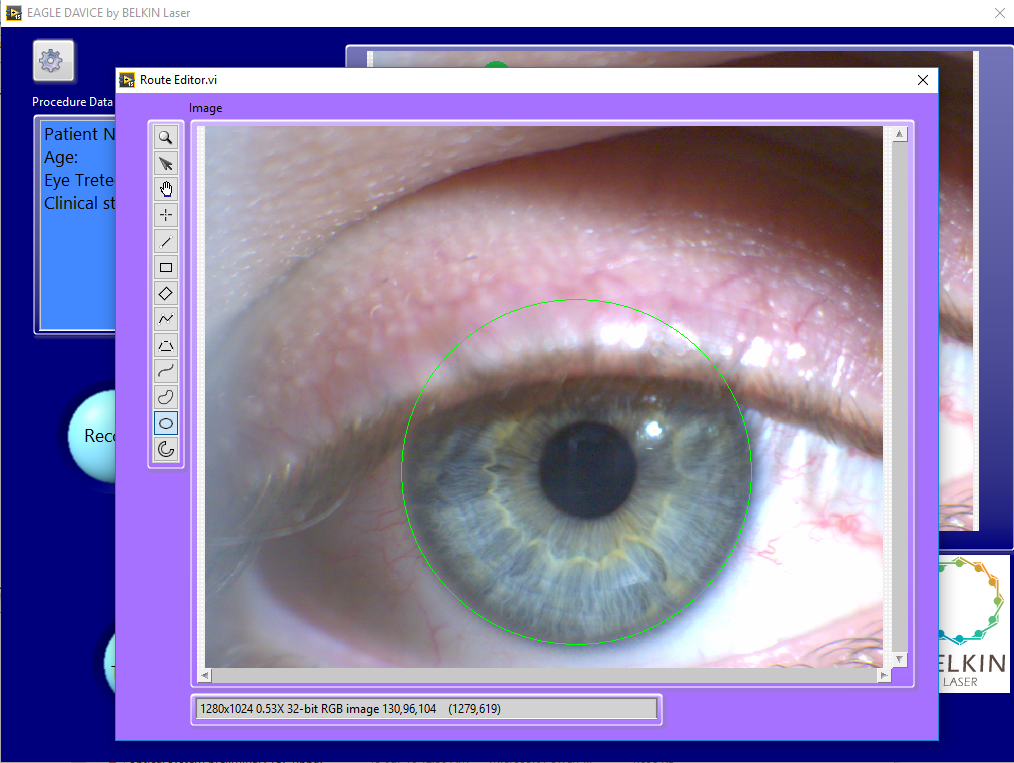 EAGLE DAVICE by BELKIN Laser
Route Editor.vi
Procedure Data
Image
Patient N
Age:
Eye Trete
Clinical st
Reco
ELKIN
LASER
1280x1024 0.53X 32-bit RGB image 130,96,104 (1279,619)